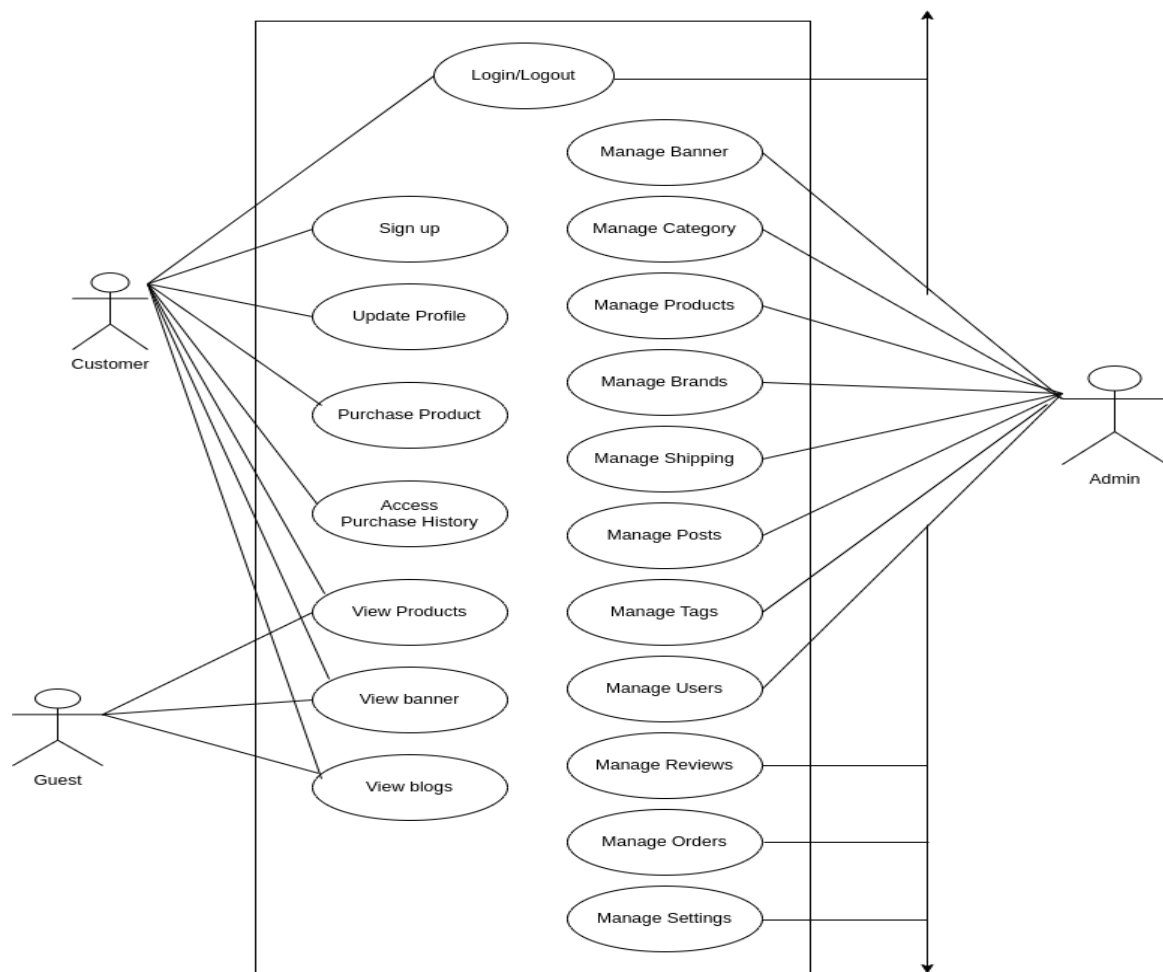 Login/Logout
Manage Banner
Sign up
Manage Category
Update Profile
Manage Products
Customer
Purchase Product
Manage Brands
Admin
Manage Shipping
Access
Purchase History
Manage Posts
View Products
Manage Tags
View banner
Manage Users
Guest
View blogs
Manage Reviews
Manage Orders
Manage Settings